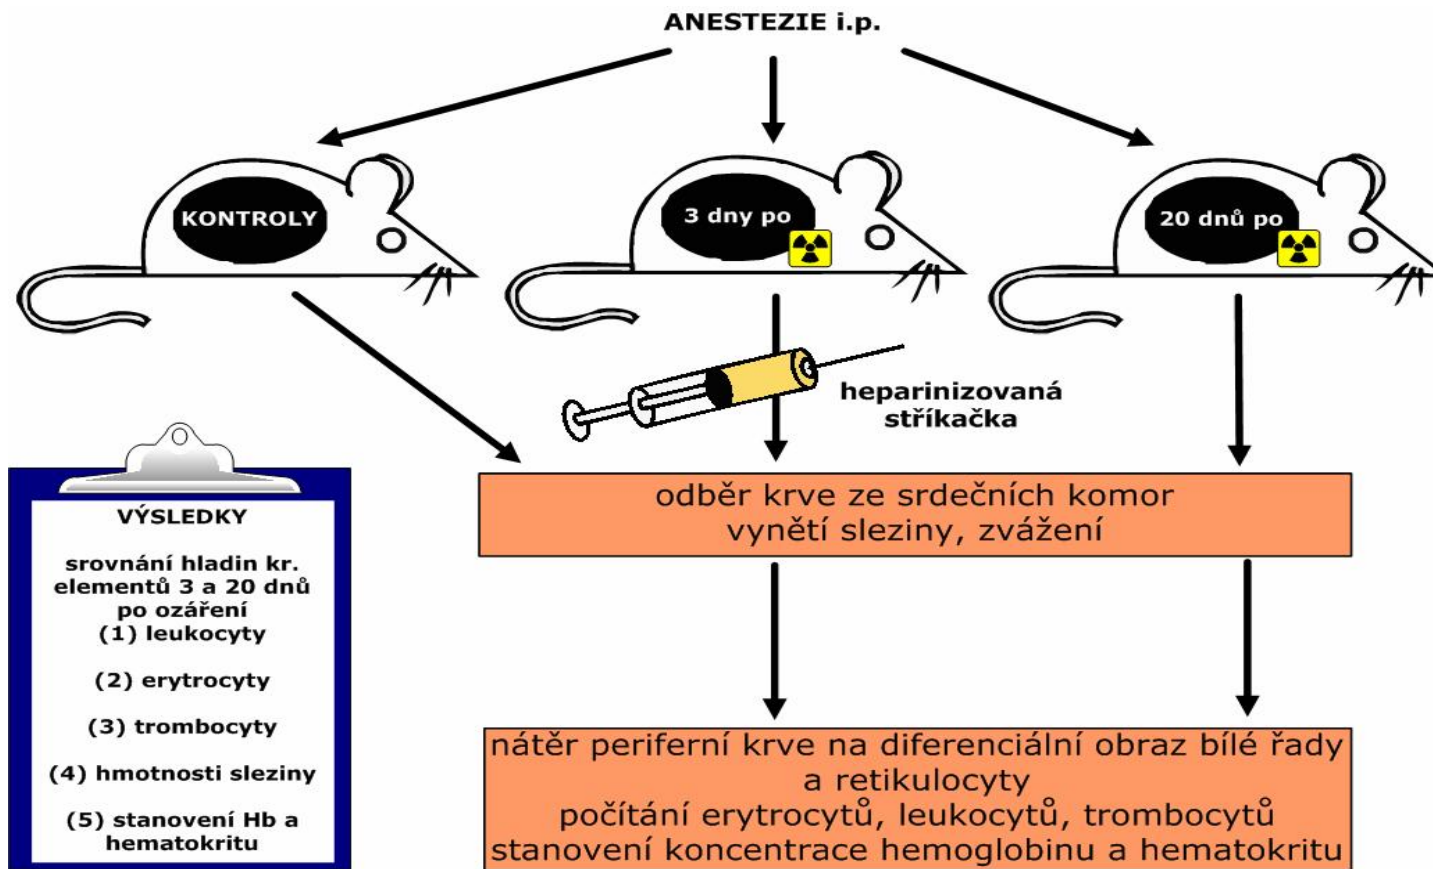 ANESTEZIE i.p.
KONTROLY
3 dny po
20 dnů po
heparinizovaná
stříkačka
odběr krve ze srdečních komor
vynětí sleziny, zvážení
VÝSLEDKY
srovnání hladin kr.
elementů 3 a 20 dnů
po ozáření
(1) leukocyty
(2) erytrocyty
(3) trombocyty
(4) hmotnosti sleziny
(5) stanovení Hb a
hematokritu
nátěr periferní krve na diferenciální obraz bílé řady
a retikulocyty
počítání erytrocytů, leukocytů, trombocytů
stanovení koncentrace hemoglobinu a hematokritu